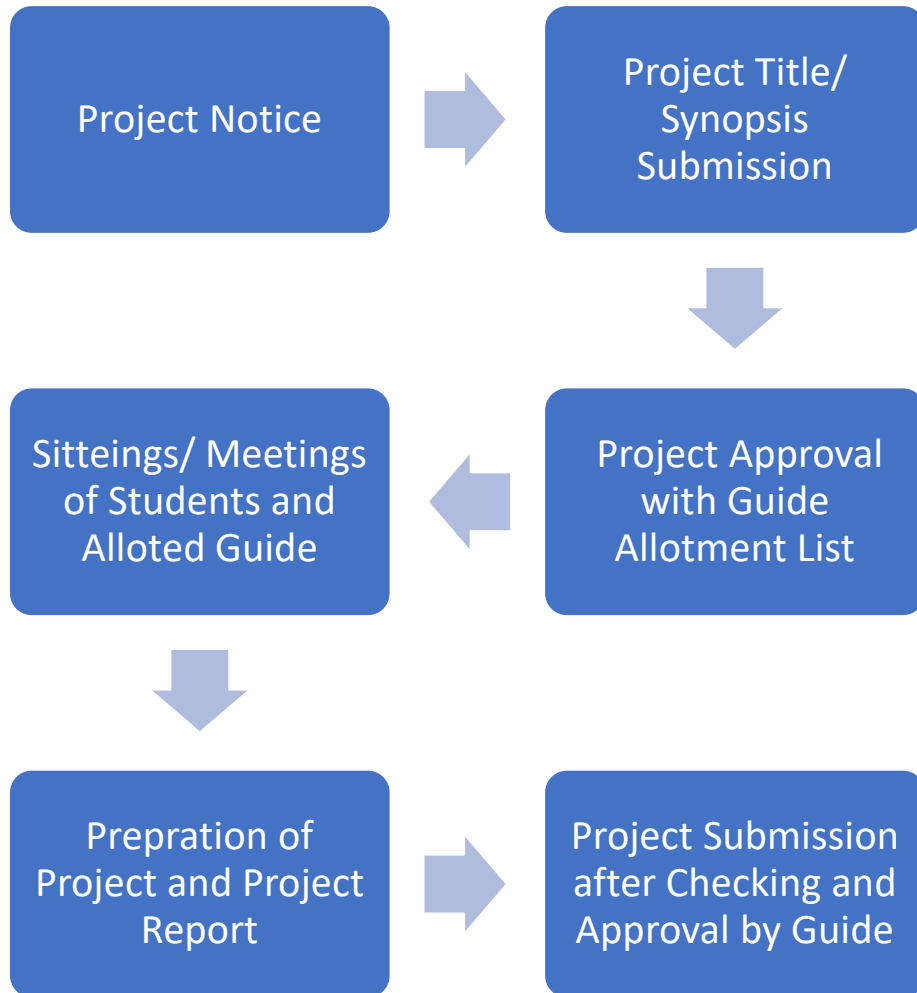 Project Notice
Project Title/
Synopsis
Submission
Project Approval
with Guide
Allotment List
Sitteings/ Meetings
of Students and
Alloted Guide
Prepration of
Project and Project
Report
Project Submission
after Checking and
Approval by Guide